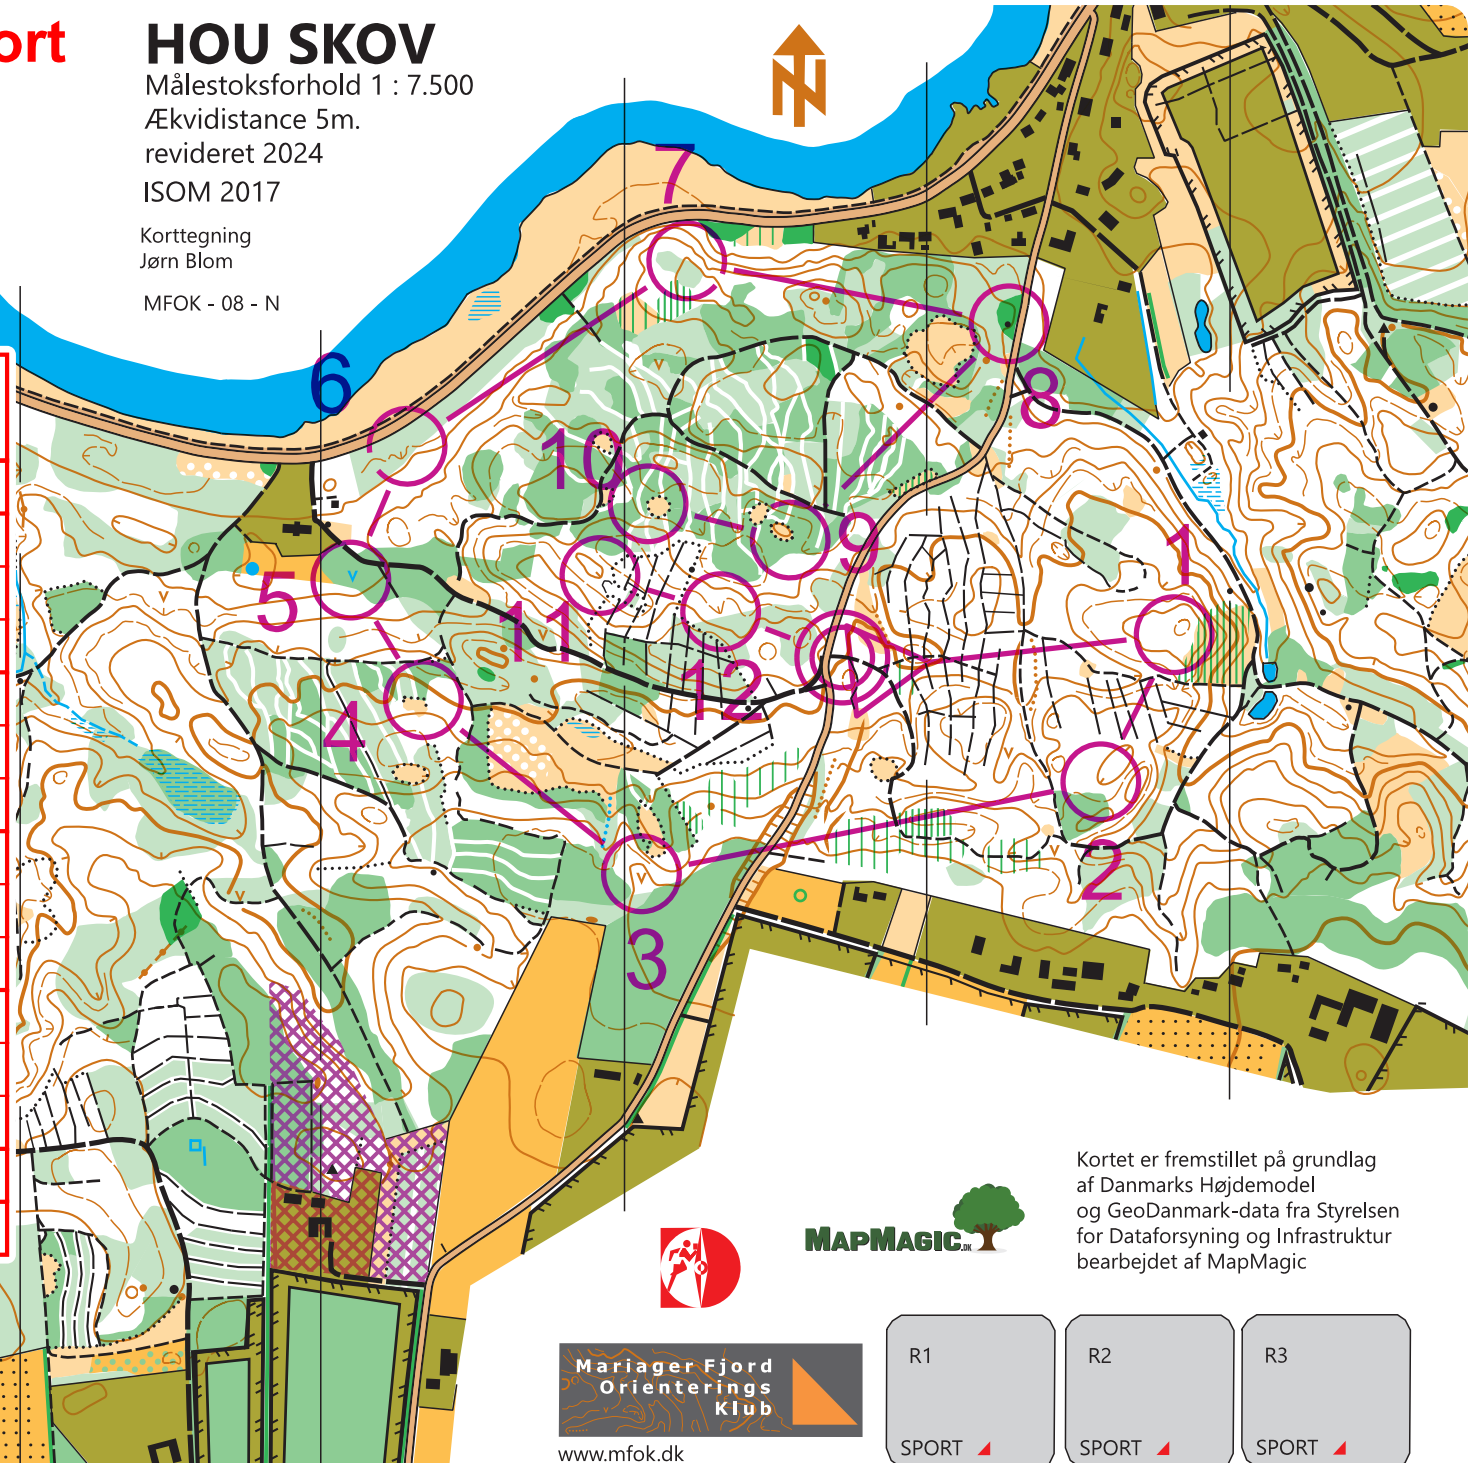 ort
HOU SKOV
Målestoksforhold 1 : 7.500
Ækvidistance 5m.
revideret 2024
ISOM 2017
Korttegning
Jørn Blom
MFOK - 08 - N
N
7
6
8
10
9
1
5
11
12
4
2
3
Kortet er fremstillet på grundlag
af Danmarks Højdemodel
og GeoDanmark-data fra Styrelsen
for Dataforsyning og Infrastruktur
bearbejdet af MapMagic
MAPMAGIC.DK
Mariager Fjord
Orienterings
Klub
www.mfok.dk
R1
SPORT
R2
SPORT
R3
SPORT